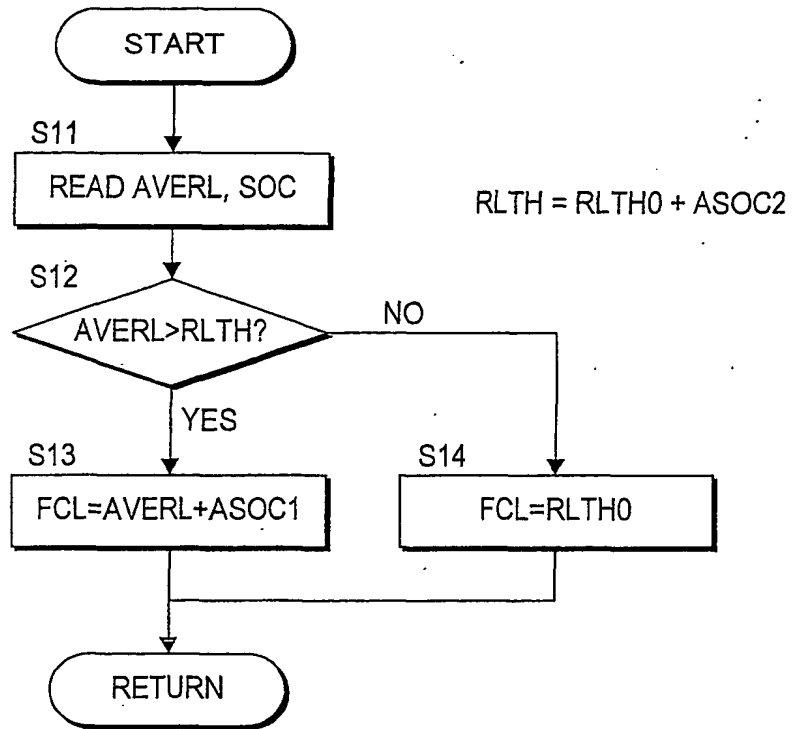 START
S11
READ AVERL, SOC
RLTH = RLTH0 + ASOC2
S12
AVERL>RLTH?
NO
YES
S13
FCL=AVERL+ASOC1
S14
FCL=RLTH0
RETURN